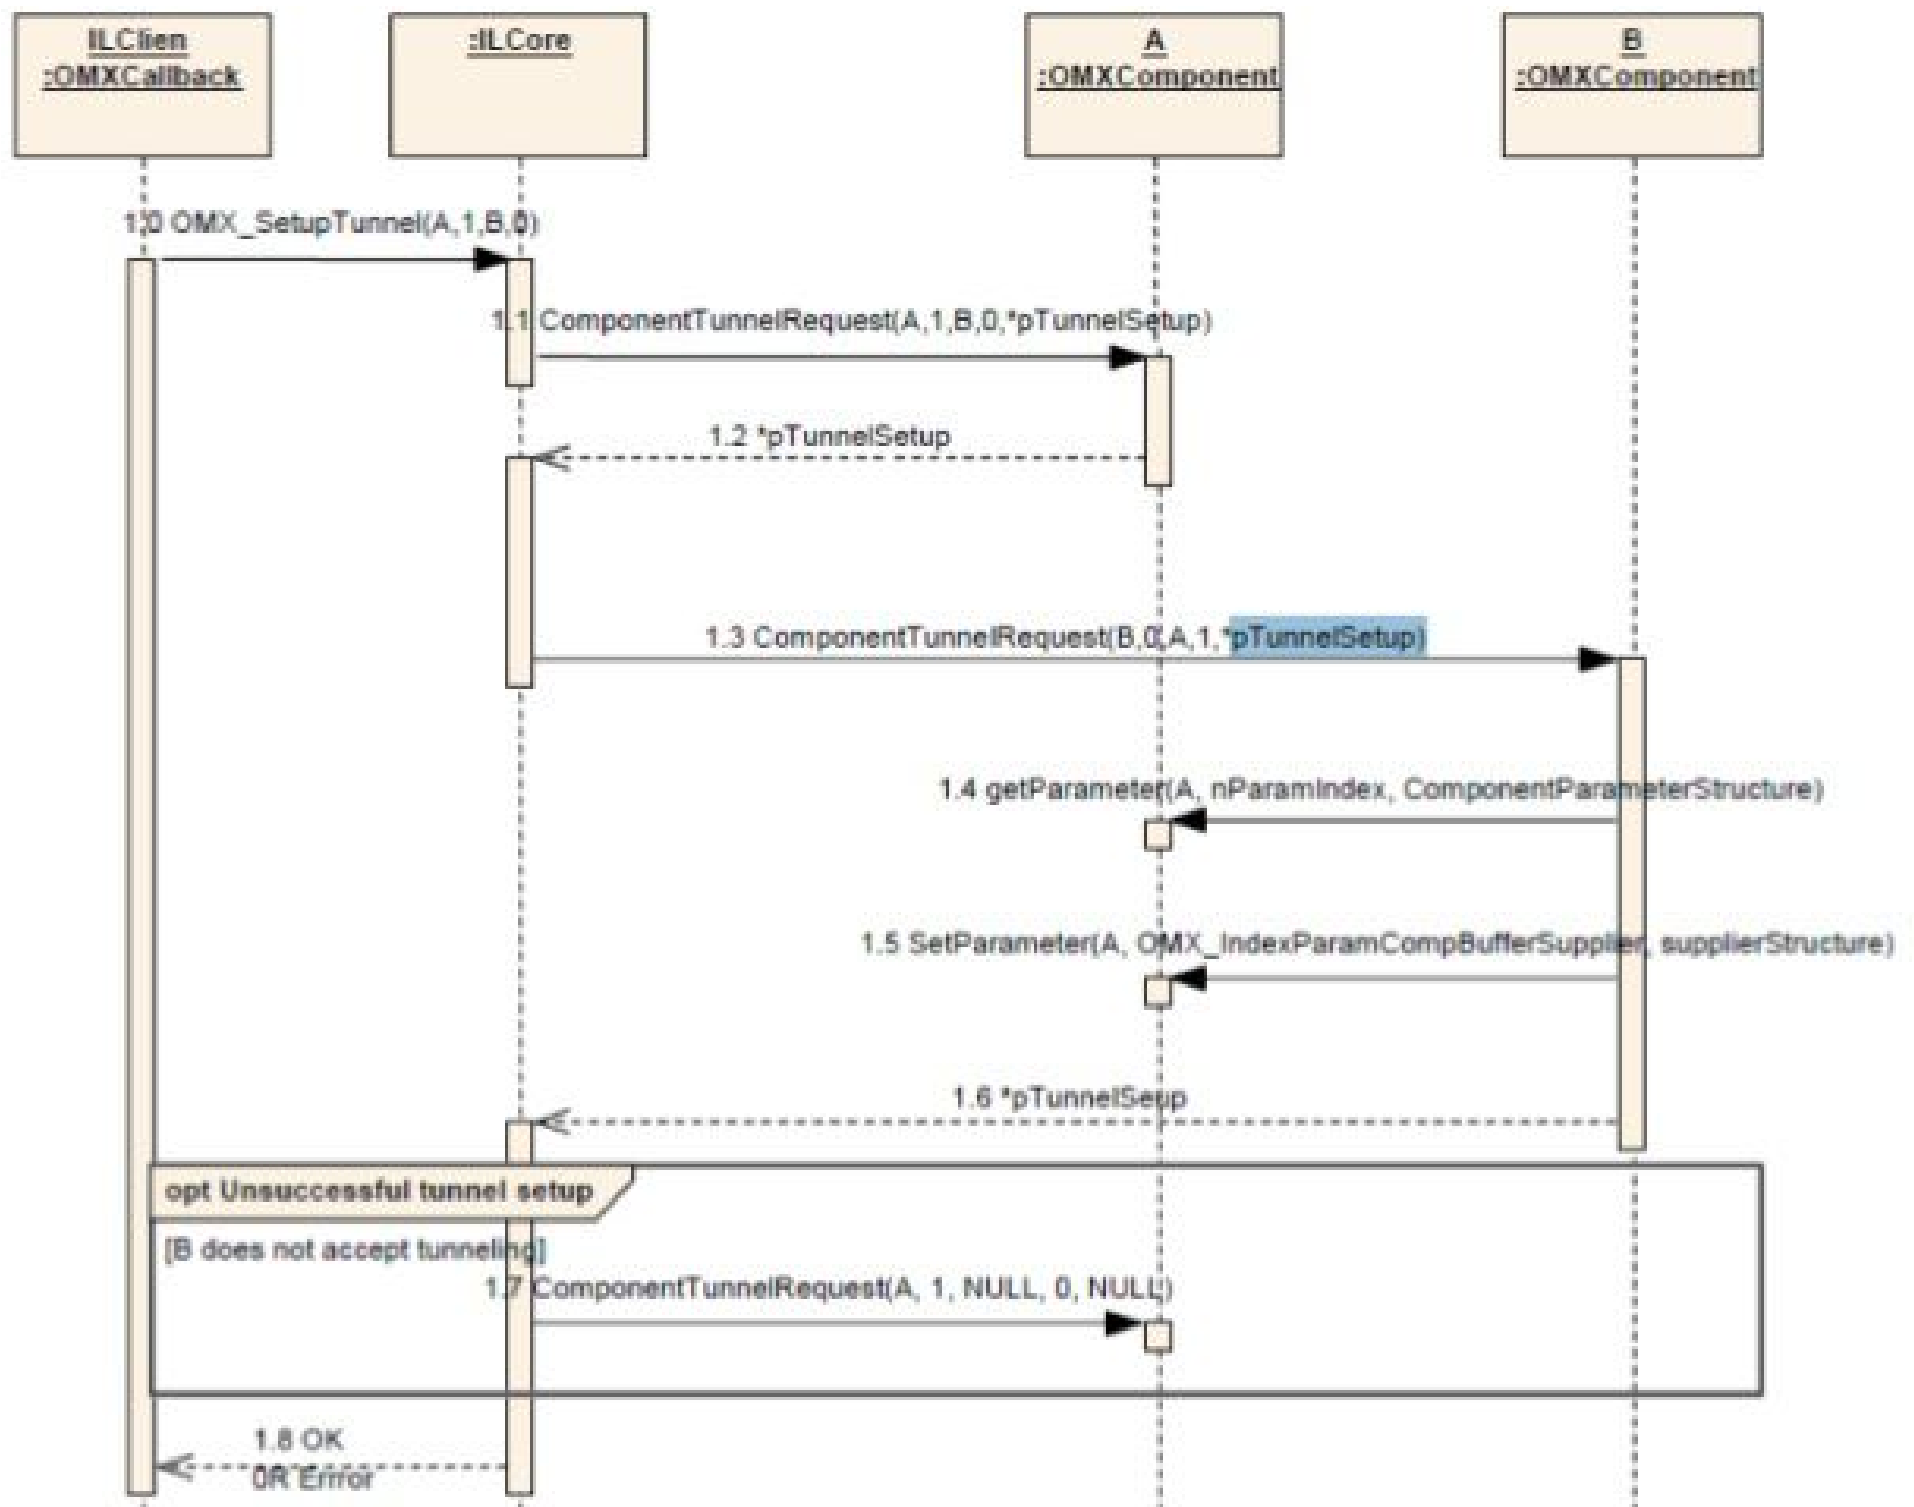 ILClien
:OMXCallback
:ILCore
A
:OMXComponent
B
:OMXComponent
1.0 OMX_SetupTunnel(A,1,B,0)
1.1 ComponentTunnelRequest(A,1,B,0,*pTunnelSetup)
1.2 *pTunnelSetup
1.3 ComponentTunnelRequest(B,0,A,1,*pTunnelSetup)
1.4 getParameter(A, nParamIndex, ComponentParameterStructure)
1.5 SetParameter(A, OMX_IndexParamCompBufferSupplier, supplierStructure)
1.6 *pTunnelSeup
opt Unsuccessful tunnel setup
[B does not accept tunneling]
1.7 ComponentTunnelRequest(A, 1, NULL, 0, NULL)
1.8 OK
0R Errror